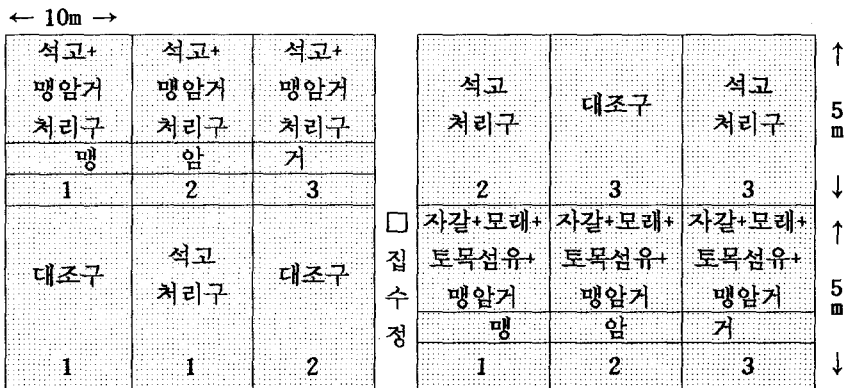 ← 10m →
석고+ 석고+ 석고+
맹암거 맹암거 맹암거
처리구 처리구 처리구
맹 암 거
1 2 3
대조구 석고 처리구 대조구
1 1 2
□ 집수정
석고 처리구 대조구 석고 처리구
2 3 3
↑ 5m ↓
자갈+모래+ 자갈+모래+ 자갈+모래+
토목섬유+ 토목섬유+ 토목섬유+
맹암거 맹암거 맹암거
맹 암 거
1 2 3
↑ 5m ↓